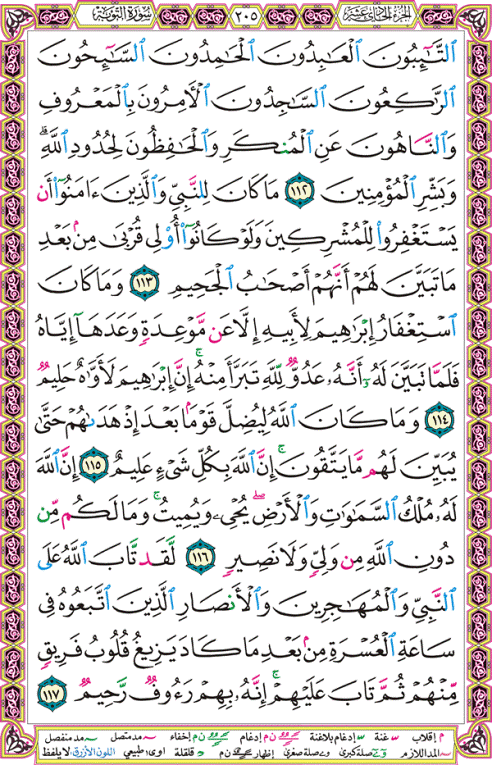 الجزء الحادي عشر ٢٠٥ سورة التوبة
ٱلتَّـٰٓئِبُونَ ٱلْعَـٰبِدُونَ ٱلْحَـٰمِدُونَ ٱلسَّـٰٓئِحُونَ
ٱلرَّٰكِعُونَ ٱلسَّـٰجِدُونَ ٱلْـَٔامِرُونَ بِٱلْمَعْرُوفِ
وَٱلنَّاهُونَ عَنِ ٱلْمُنكَرِ وَٱلْحَـٰفِظُونَ لِحُدُودِ ٱللَّهِ ۗ
وَبَشِّرِ ٱلْمُؤْمِنِينَ ١١٢ مَا كَانَ لِلنَّبِىِّ وَٱلَّذِينَ ءَامَنُوٓا۟ أَن
يَسْتَغْفِرُوا۟ لِلْمُشْرِكِينَ وَلَوْ كَانُوٓا۟ أُو۟لِى قُرْبَىٰ مِنۢ بَعْدِ
مَا تَبَيَّنَ لَهُمْ أَنَّهُمْ أَصْحَـٰبُ ٱلْجَحِيمِ ١١٣ وَمَا كَانَ
ٱسْتِغْفَارُ إِبْرَٰهِيمَ لِأَبِيهِ إِلَّا عَن مَّوْعِدَةٍ وَعَدَهَآ إِيَّاهُ
فَلَمَّا تَبَيَّنَ لَهُۥٓ أَنَّهُۥ عَدُوٌّ لِّلَّهِ تَبَرَّأَ مِنْهُ ۚ إِنَّ إِبْرَٰهِيمَ لَأَوَّٰهٌ حَلِيمٌ
١١٤ وَمَا كَانَ ٱللَّهُ لِيُضِلَّ قَوْمًۢا بَعْدَ إِذْ هَدَىٰهُمْ حَتَّىٰ
يُبَيِّنَ لَهُم مَّا يَتَّقُونَ ۚ إِنَّ ٱللَّهَ بِكُلِّ شَىْءٍ عَلِيمٌ ١١٥ إِنَّ ٱللَّهَ
لَهُۥ مُلْكُ ٱلسَّمَـٰوَٰتِ وَٱلْأَرْضِ ۖ يُحْىِۦ وَيُمِيتُ ۚ وَمَا لَكُم مِّن
دُونِ ٱللَّهِ مِن وَلِىٍّ وَلَا نَصِيرٍ ١١٦ لَّقَد تَّابَ ٱللَّهُ عَلَى
ٱلنَّبِىِّ وَٱلْمُهَـٰجِرِينَ وَٱلْأَنصَارِ ٱلَّذِينَ ٱتَّبَعُوهُ فِى
سَاعَةِ ٱلْعُسْرَةِ مِنۢ بَعْدِ مَا كَادَ يَزِيغُ قُلُوبُ فَرِيقٍ
مِّنْهُمْ ثُمَّ تَابَ عَلَيْهِمْ ۚ إِنَّهُۥ بِهِمْ رَءُوفٌ رَّحِيمٌ ١١٧
م إقلاب غنة إدغام بلاغنة ن م إدغام ن م إخفاء مد متصل مد منفصل
المد اللازم صلة كبرى صلة صغرى إظهار ن م قلقلة اوى: طبيعي اللون الأزرق: لا يلفظ